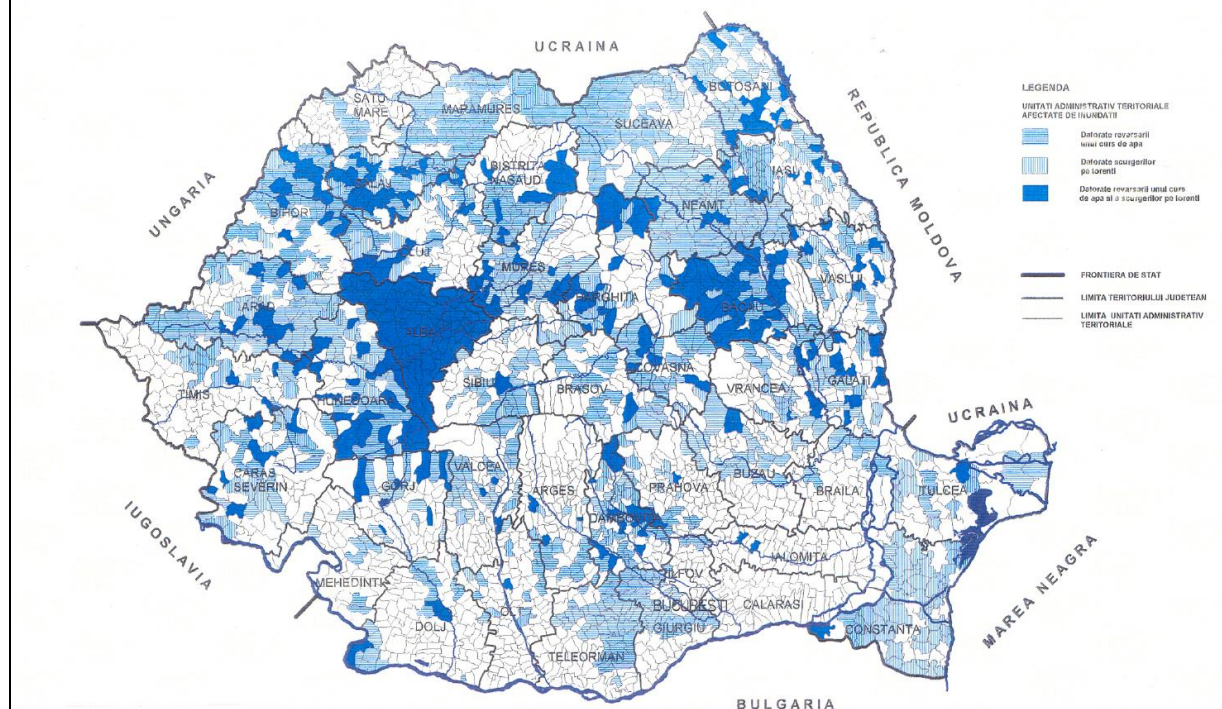 UCRAINA
BOTOSANI
SATU
MARE
MARAMURES
SUCEAVA
REPUBLICA MOLDOVA
LEGENDA
UNITATI ADMINISTRATIV TERITORIALE
AFECTATE DE INUNDATII
Datorate revarsarii
unui curs de apa
Datorate scurgerilor
pe torenti
Datorate revarsarii unui curs
de apa si a scurgerilor pe torenti
FRONTIERA DE STAT
LIMITA TERITORIULUI JUDETEAN
LIMITA UNITATI ADMINISTRATIV
TERITORIALE
UNGARIA
BISTRITA
NASAUD
IASI
SALAJ
BIHOR
NEAMT
CLUJ
MURES
VASLUI
HARGHITA
BACAU
ARAD
ALBA
COVASNA
SIBIU
BRASOV
VRANCEA
GALATI
TIMIS
HUNEDOARA
UCRAINA
CARAS
SEVERIN
VALCEA
GORJ
ARGES
PRAHOVA
BUZAU
BRAILA
TULCEA
IUGOSLAVIA
DAMBOVITA
IALOMITA
MEHEDINTI
ILFOV
BUCURESTI
CALARASI
OLT
DOLJ
GIURGIU
CONSTANTA
TELEORMAN
MAREA NEAGRA
BULGARIA